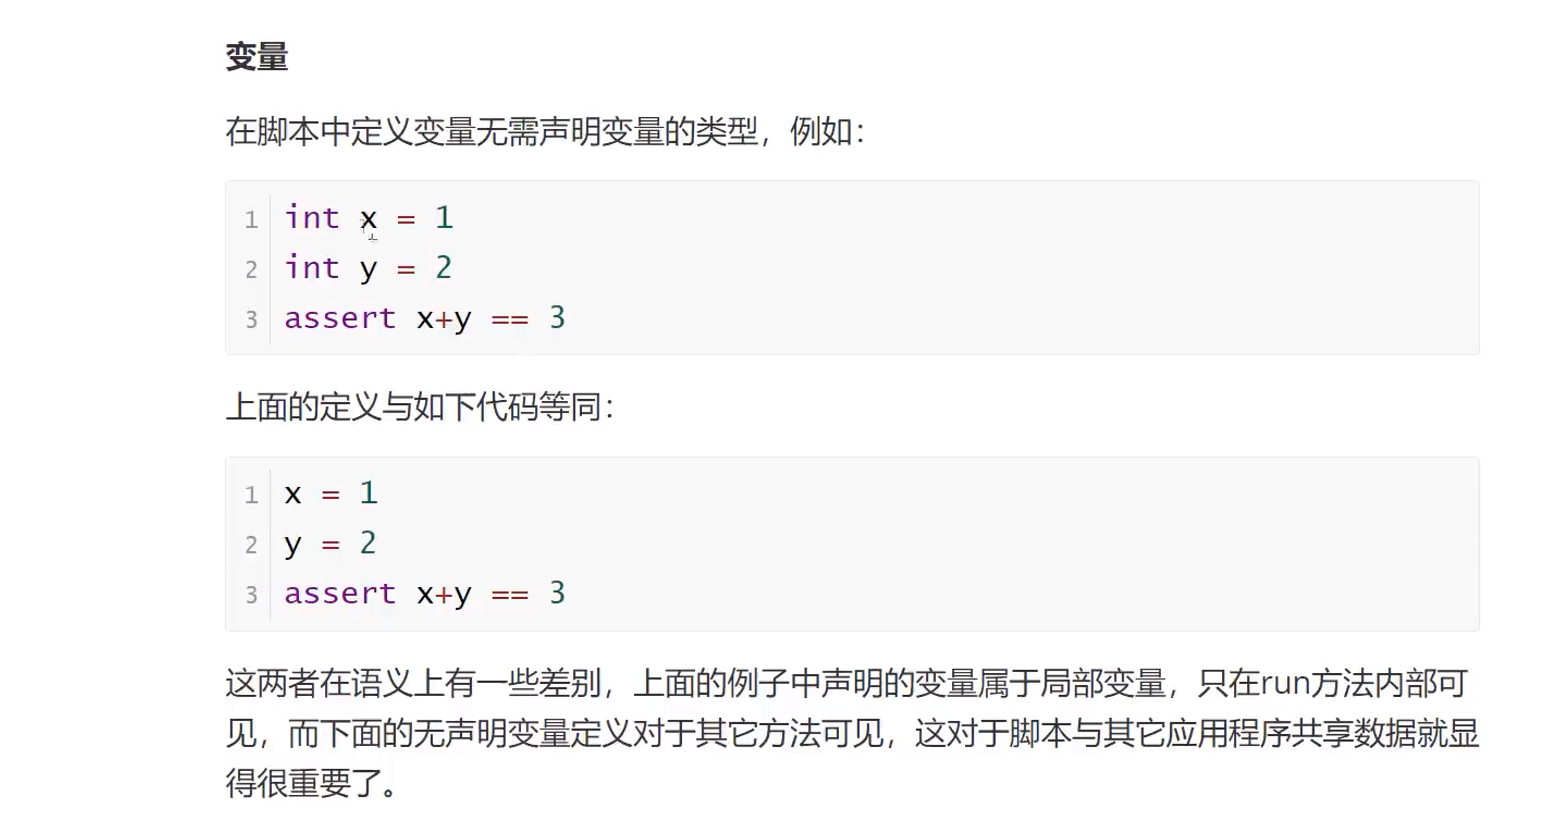 变量
在脚本中定义变量无需声明变量的类型，例如：
1 int x = 1
2 int y = 2
3 assert x+y == 3
上面的定义与如下代码等同：
1 x = 1
2 y = 2
3 assert x+y == 3
这两者在语义上有一些差别，上面的例子中声明的变量属于局部变量，只在run方法内部可
见，而下面的无声明变量定义对于其它方法可见，这对于脚本与其它应用程序共享数据就显
得很重要了。